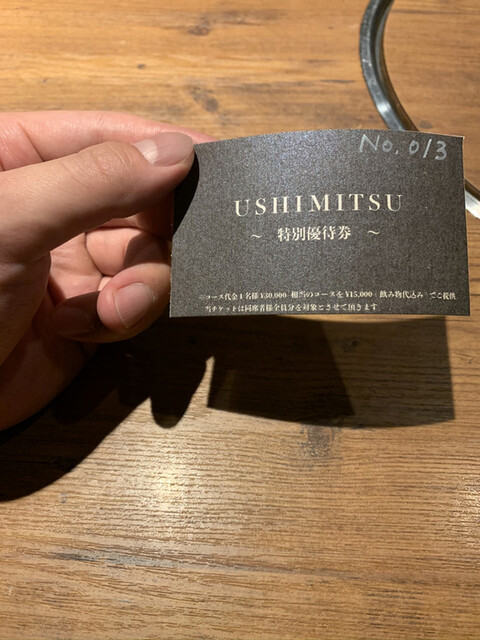 No. 013
USHIMITSU
～ 特別優待券 ～
コース代金1名様¥30,000 相当のコースを¥15,000（飲み物代込み）でご提供
当チケットは同席者様全員分を対象とさせて頂きます